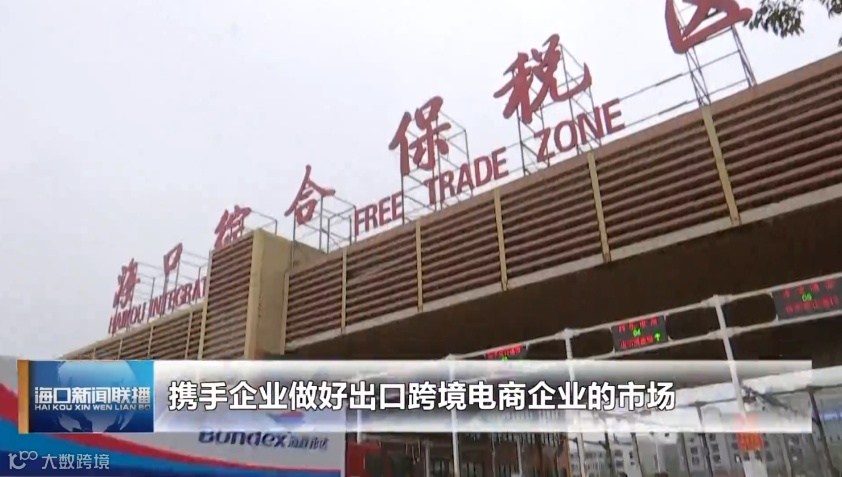 海口综合保税区
HAIKOU INTEGRAT
FREE TRADE ZONE
04
海口新闻联播
HAI KOU XIN WEN LIAN BO
携手企业做好出口跨境电商企业的市场
Bondex
大数跨境